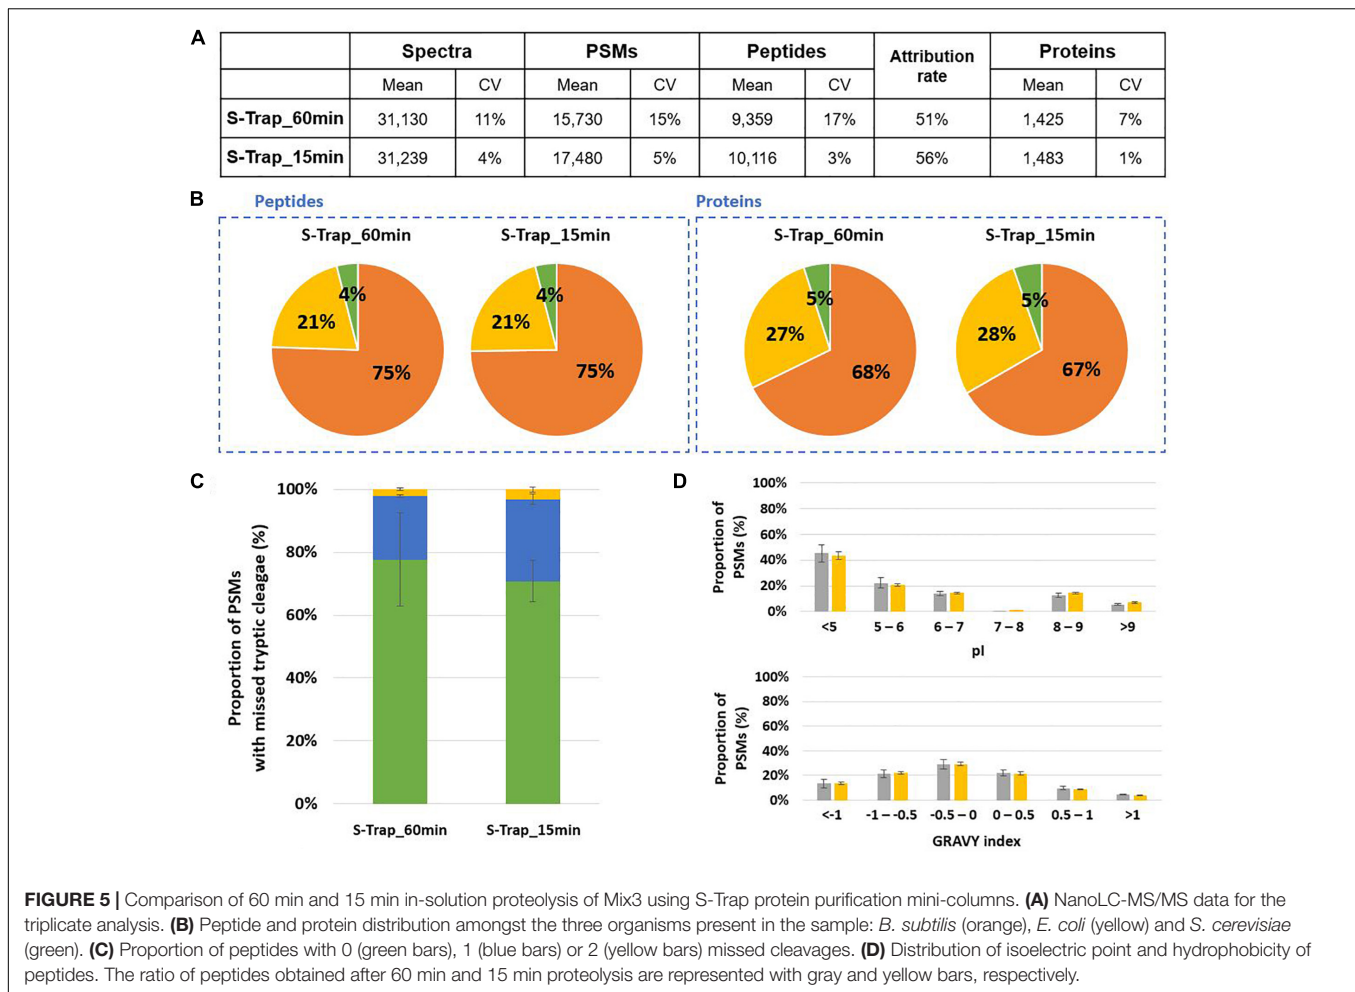 A
Spectra PSMs Peptides Attribution rate Proteins
Mean CV Mean CV Mean CV Mean CV
S-Trap_60min 31,130 11% 15,730 15% 9,359 17% 51% 1,425 7%
S-Trap_15min 31,239 4% 17,480 5% 10,116 3% 56% 1,483 1%
B
Peptides Proteins
S-Trap_60min S-Trap_15min S-Trap_60min S-Trap_15min
4% 4% 5% 5%
21% 21% 27% 28%
75% 75% 68% 67%
C
Proportion of PSMs
with missed tryptic cleagae (%)
100%
80%
60%
40%
20%
0%
S-Trap_60min S-Trap_15min
D
Proportion of
PSMs (%)
100%
80%
60%
40%
20%
0%
<5 5 – 6 6 – 7 7 – 8 8 – 9 >9
pI
Proportion of
PSMs (%)
100%
80%
60%
40%
20%
0%
<-1 -1 – -0.5 -0.5 – 0 0 – 0.5 0.5 – 1 >1
GRAVY index
FIGURE 5 | Comparison of 60 min and 15 min in-solution proteolysis of Mix3 using S-Trap protein purification mini-columns. (A) NanoLC-MS/MS data for the
triplicate analysis. (B) Peptide and protein distribution amongst the three organisms present in the sample: B. subtilis (orange), E. coli (yellow) and S. cerevisiae
(green). (C) Proportion of peptides with 0 (green bars), 1 (blue bars) or 2 (yellow bars) missed cleavages. (D) Distribution of isoelectric point and hydrophobicity of
peptides. The ratio of peptides obtained after 60 min and 15 min proteolysis are represented with gray and yellow bars, respectively.